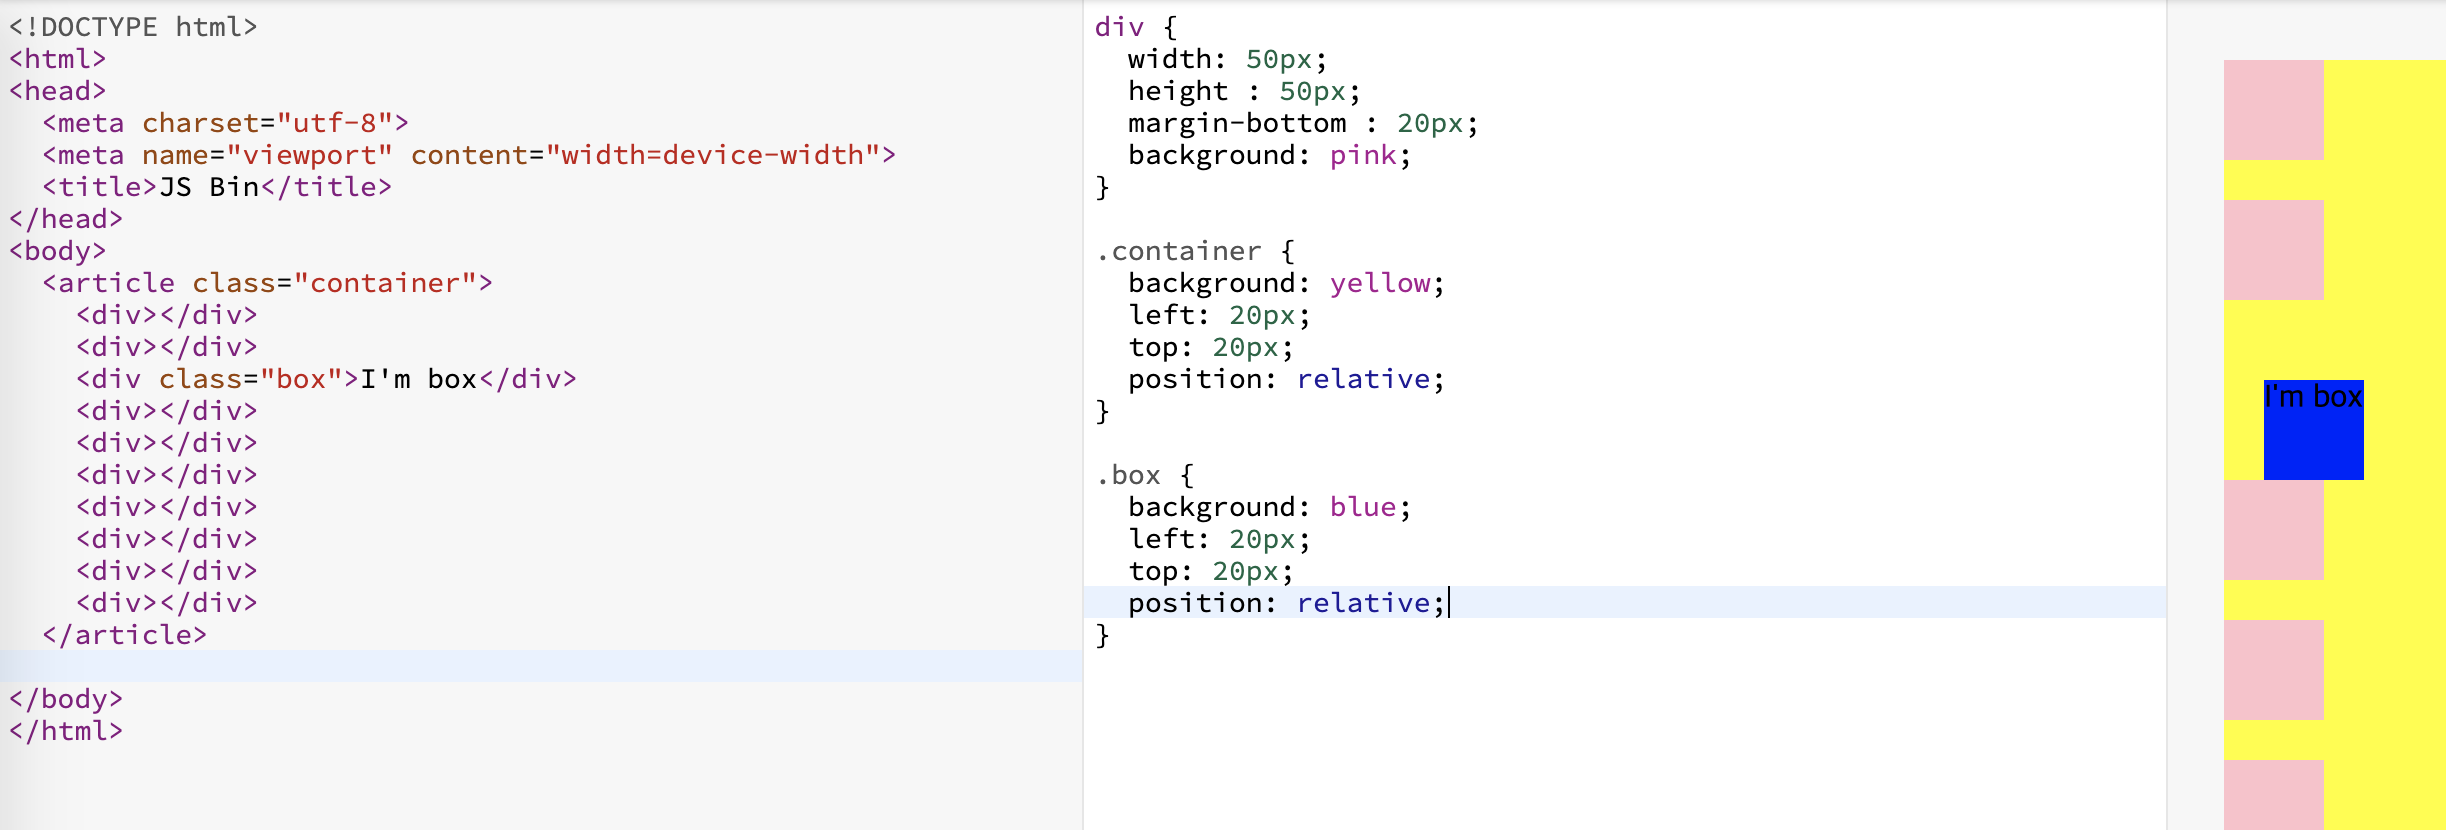 <!DOCTYPE html>
<html>
<head>
  <meta charset="utf-8">
  <meta name="viewport" content="width=device-width">
  <title>JS Bin</title>
</head>
<body>
  <article class="container">
    <div></div>
    <div></div>
    <div class="box">I'm box</div>
    <div></div>
    <div></div>
    <div></div>
    <div></div>
    <div></div>
    <div></div>
    <div></div>
  </article>
</body>
</html>
div {
  width: 50px;
  height : 50px;
  margin-bottom : 20px;
  background: pink;
}
.container {
  background: yellow;
  left: 20px;
  top: 20px;
  position: relative;
}
.box {
  background: blue;
  left: 20px;
  top: 20px;
  position: relative;
}
I'm box